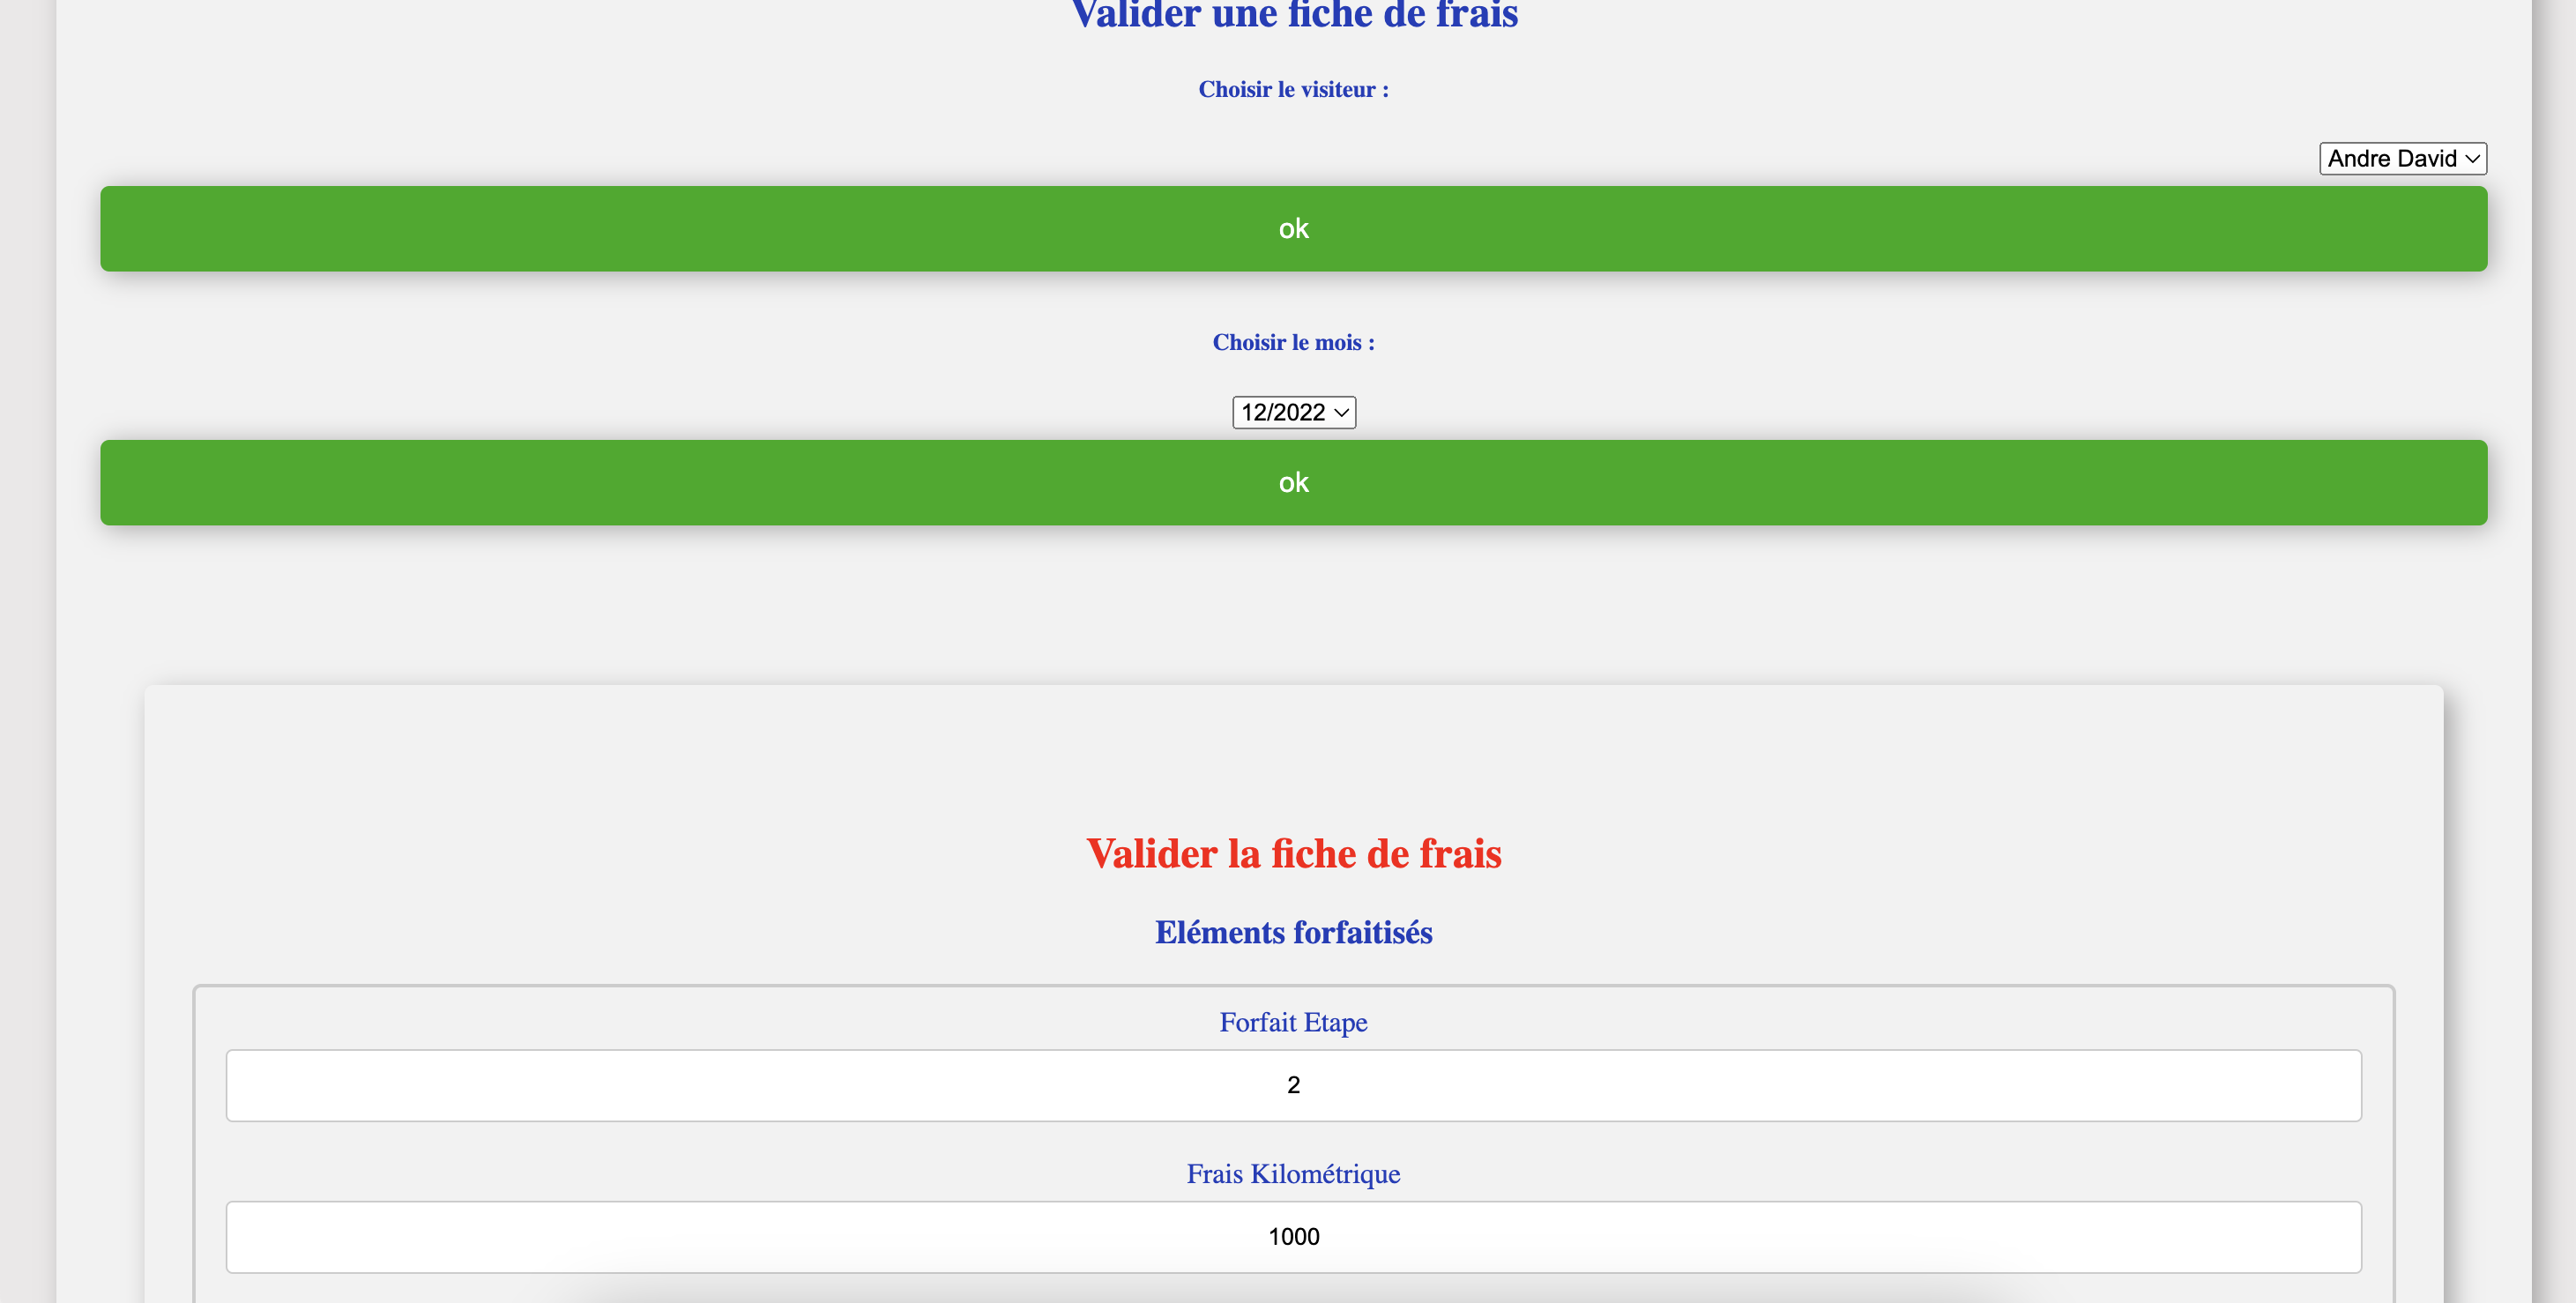 Valider une fiche de frais
Choisir le visiteur :
Andre David
ok
Choisir le mois :
12/2022
ok
Valider la fiche de frais
Eléments forfaitisés
Forfait Etape
2
Frais Kilométrique
1000